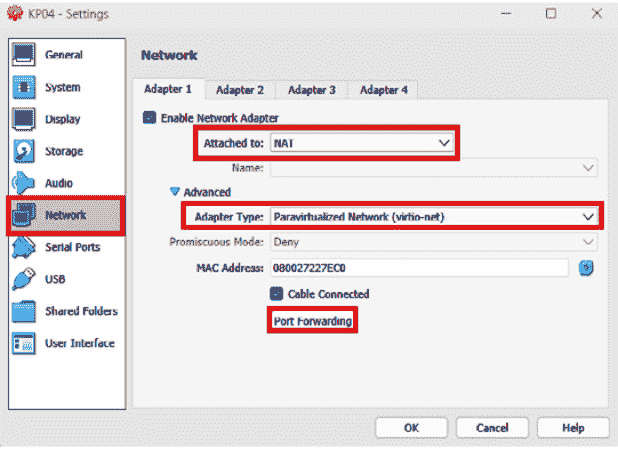 KP04 - Settings
General
System
Display
Storage
Audio
Network
Serial Ports
USB
Shared Folders
User Interface
Network
Adapter 1 Adapter 2 Adapter 3 Adapter 4
Enable Network Adapter
Attached to: NAT
Name:
Advanced
Adapter Type: Paravirtualized Network (virtio-net)
Promiscuous Mode: Deny
MAC Address: 080027227EC0
Cable Connected
Port Forwarding
OK Cancel Help